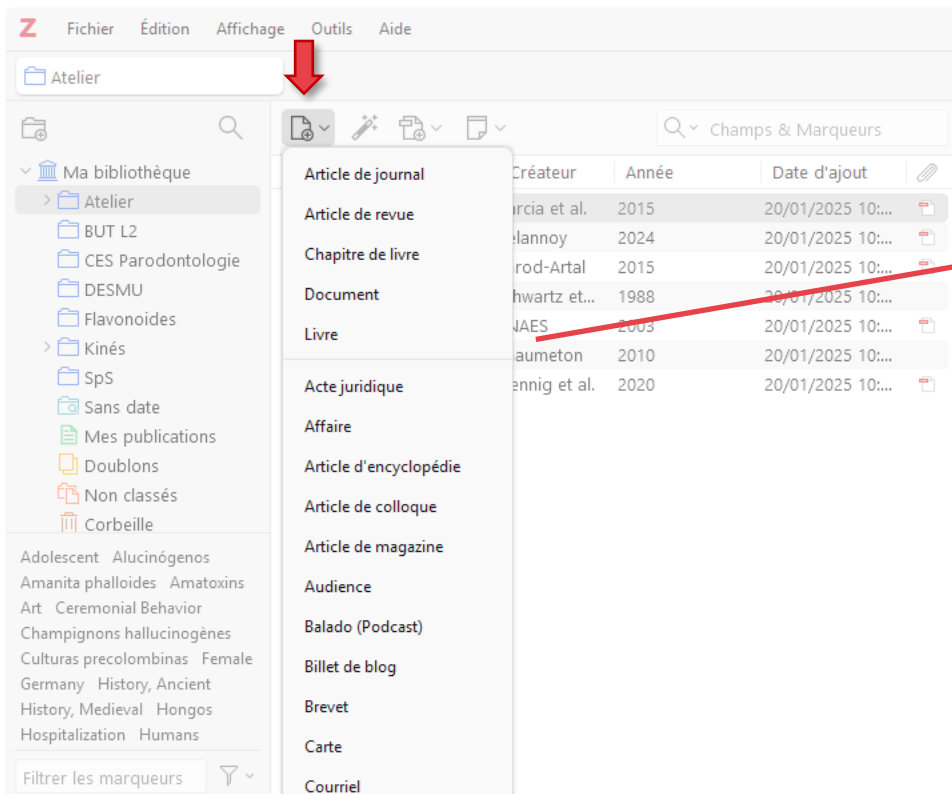 Z Fichier Édition Affichage Outils Aide
Atelier
Champs & Marqueurs
Ma bibliothèque
Atelier
BUT L2
CES Parodontologie
DESMU
Flavonoides
Kinés
SpS
Sans date
Mes publications
Doublons
Non classés
Corbeille
Adolescent Alucinógenos
Amanita phalloides Amatoxins
Art Ceremonial Behavior
Champignons hallucinogènes
Culturas precolombinas Female
Germany History, Ancient
History, Medieval Hongos
Hospitalization Humans
Filtrer les marqueurs
Article de journal
Article de revue
Chapitre de livre
Document
Livre
Acte juridique
Affaire
Article d'encyclopédie
Article de colloque
Article de magazine
Audience
Balado (Podcast)
Billet de blog
Brevet
Carte
Courriel
Créateur Année Date d'ajout
et al. 2015 20/01/2025 10:...
2024 20/01/2025 10:...
rod-Artal 2015 20/01/2025 10:...
et... 1988 20/01/2025 10:...
2003 20/01/2025 10:...
2010 20/01/2025 10:...
et al. 2020 20/01/2025 10:...